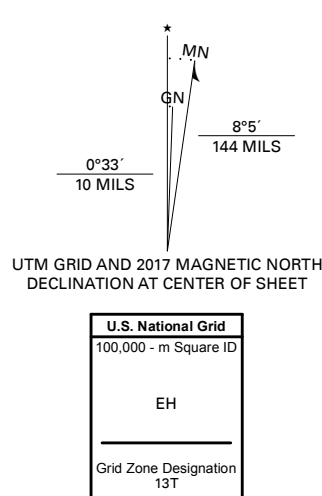 ★
MN
GN
8°5´
144 MILS
0°33´
10 MILS
UTM GRID AND 2017 MAGNETIC NORTH
DECLINATION AT CENTER OF SHEET
U.S. National Grid
100,000 - m Square ID
EH
Grid Zone Designation
13T